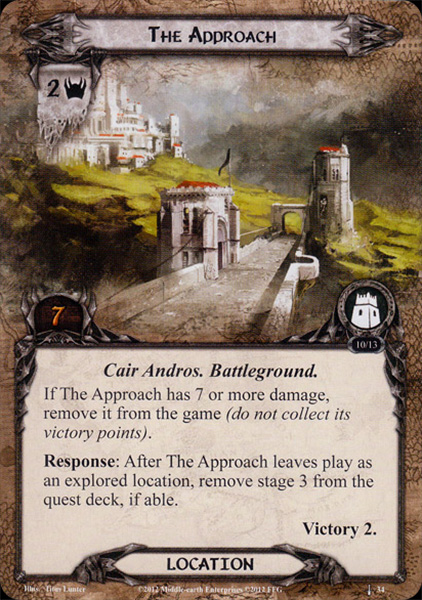 The Approach
2
7
10/13
Cair Andros. Battleground.
If The Approach has 7 or more damage,
remove it from the game (do not collect its
victory points).
Response: After The Approach leaves play as
an explored location, remove stage 3 from the
quest deck, if able.
Victory 2.
LOCATION
Illus. Titus Lunter
©2012 Middle-earth Enterprises ©2012 FFG
34